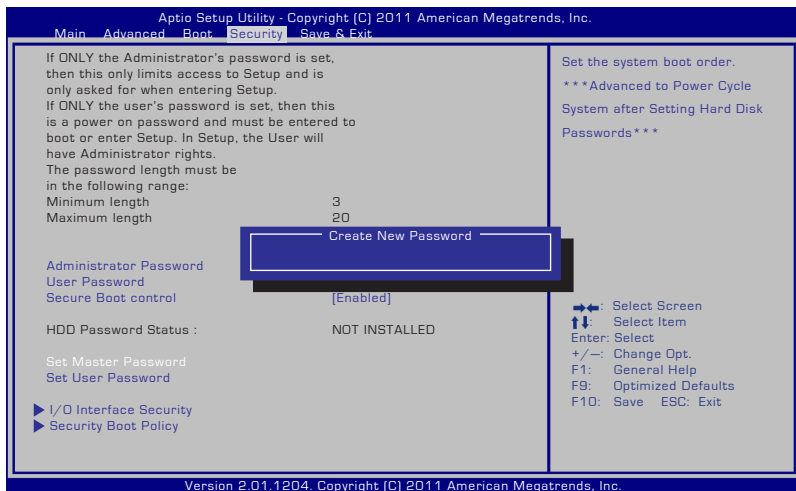 Aptio Setup Utility - Copyright (C) 2011 American Megatrends, Inc.
Main Advanced Boot Security Save & Exit
If ONLY the Administrator's password is set,
then this only limits access to Setup and is
only asked for when entering Setup.
If ONLY the user's password is set, then this
is a power on password and must be entered to
boot or enter Setup. In Setup, the User will
have Administrator rights.
The password length must be
in the following range:
Minimum length 3
Maximum length 20
Create New Password
Administrator Password
User Password
Secure Boot control [Enabled]
HDD Password Status : NOT INSTALLED
Set Master Password
Set User Password
I/O Interface Security
Security Boot Policy
Set the system boot order.
***Advanced to Power Cycle
System after Setting Hard Disk
Passwords***
→←: Select Screen
↑↓: Select Item
Enter: Select
+/—: Change Opt.
F1: General Help
F9: Optimized Defaults
F10: Save ESC: Exit
Version 2.01.1204. Copyright (C) 2011 American Megatrends, Inc.